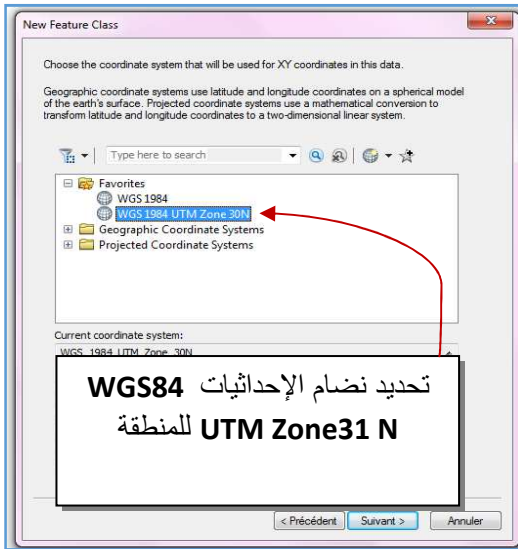 New Feature Class
Choose the coordinate system that will be used for XY coordinates in this data.
Geographic coordinate systems use latitude and longitude coordinates on a spherical model
of the earth's surface. Projected coordinate systems use a mathematical conversion to
transform latitude and longitude coordinates to a two-dimensional linear system.
Type here to search
Favorites
WGS 1984
WGS 1984 UTM Zone 30N
Geographic Coordinate Systems
Projected Coordinate Systems
Current coordinate system:
WGS_1984_UTM_Zone_30N
تحديد نضام الإحداثيات WGS84
UTM Zone31 N للمنطقة
< Précédent
Suivant >
Annuler